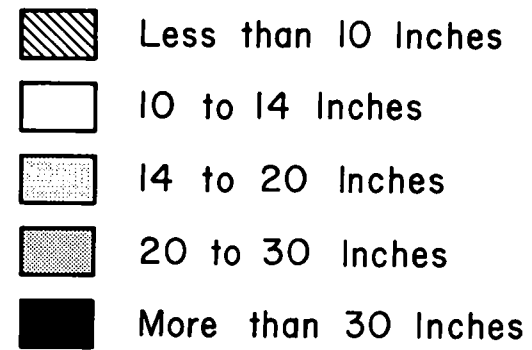 Less than 10 Inches
10 to 14 Inches
14 to 20 Inches
20 to 30 Inches
More than 30 Inches